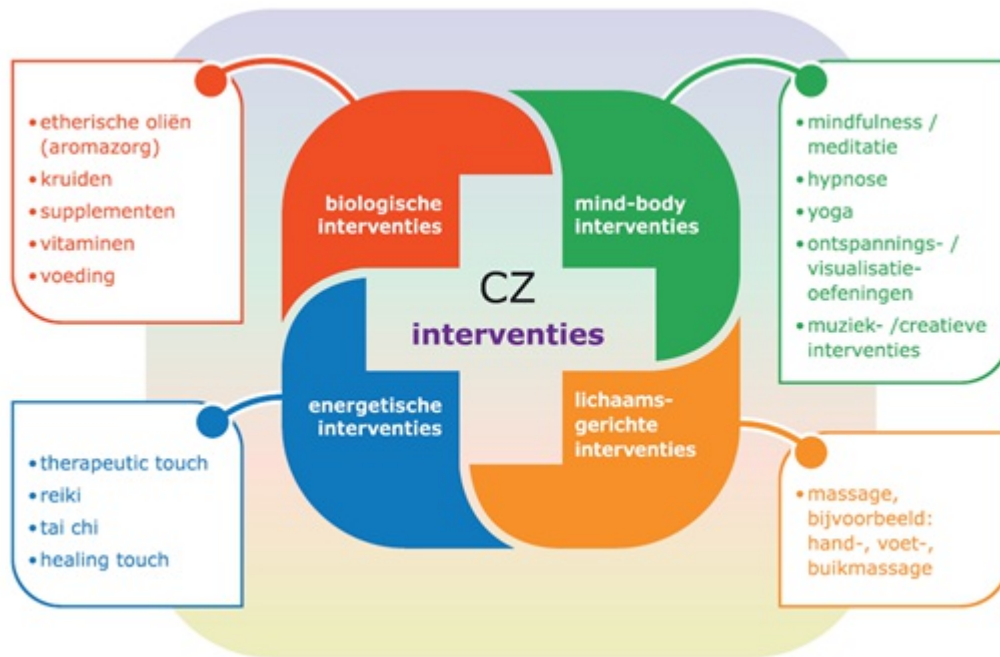 • etherische oliën
(aromazorg)
• kruiden
• supplementen
• vitaminen
• voeding
biologische
interventies
mind-body
interventies
• mindfulness /
meditatie
• hypnose
• yoga
• ontspannings- /
visualisatie-
oefeningen
• muziek- /creatieve
interventies
CZ
interventies
energetische
interventies
lichaams-
gerichte
interventies
• therapeutic touch
• reiki
• tai chi
• healing touch
• massage,
bijvoorbeeld:
hand-, voet-,
buikmassage